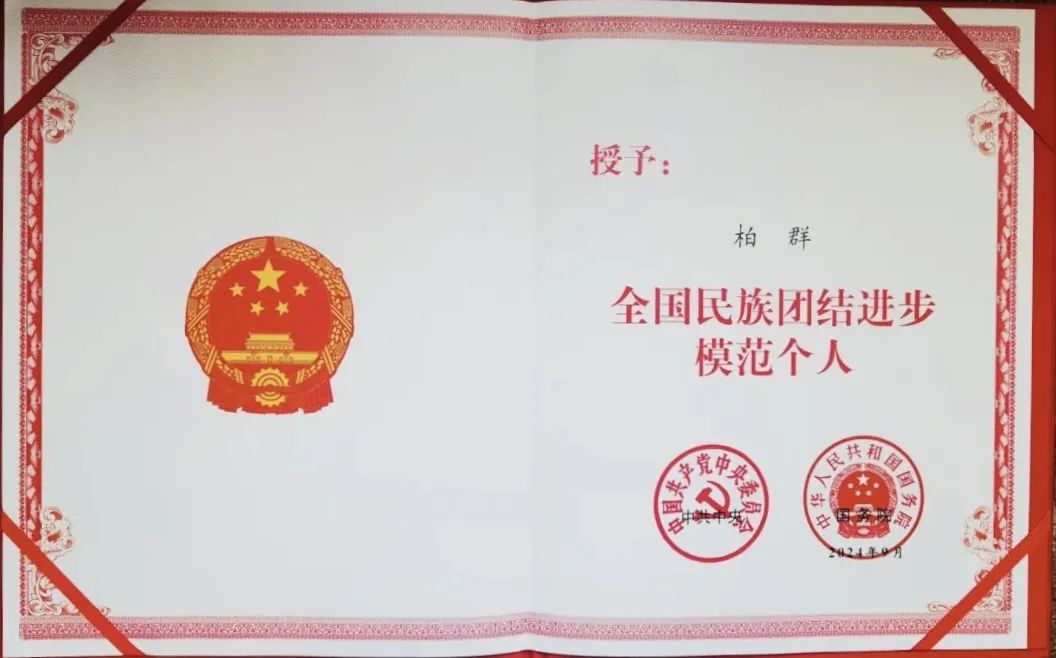 授予：
柏 群
全国民族团结进步
模范个人
中国共产党中央委员会
中共中央
中华人民共和国国务院
国务院
2024年9月